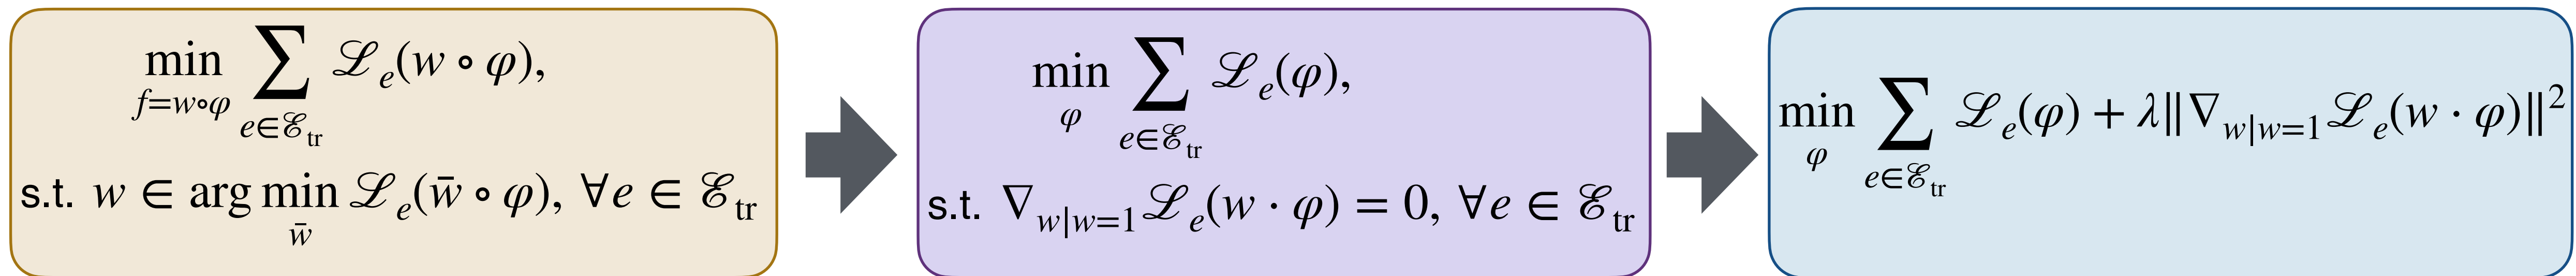 min_{f=w∘φ} ∑_{e∈ℰ_tr} ℒ_e(w ∘ φ),
s.t. w ∈ arg min_{w̄} ℒ_e(w̄ ∘ φ), ∀e ∈ ℰ_tr
min_φ ∑_{e∈ℰ_tr} ℒ_e(φ),
s.t. ∇_{w|w=1}ℒ_e(w · φ) = 0, ∀e ∈ ℰ_tr
min_φ ∑_{e∈ℰ_tr} ℒ_e(φ) + λ‖∇_{w|w=1}ℒ_e(w · φ)‖²